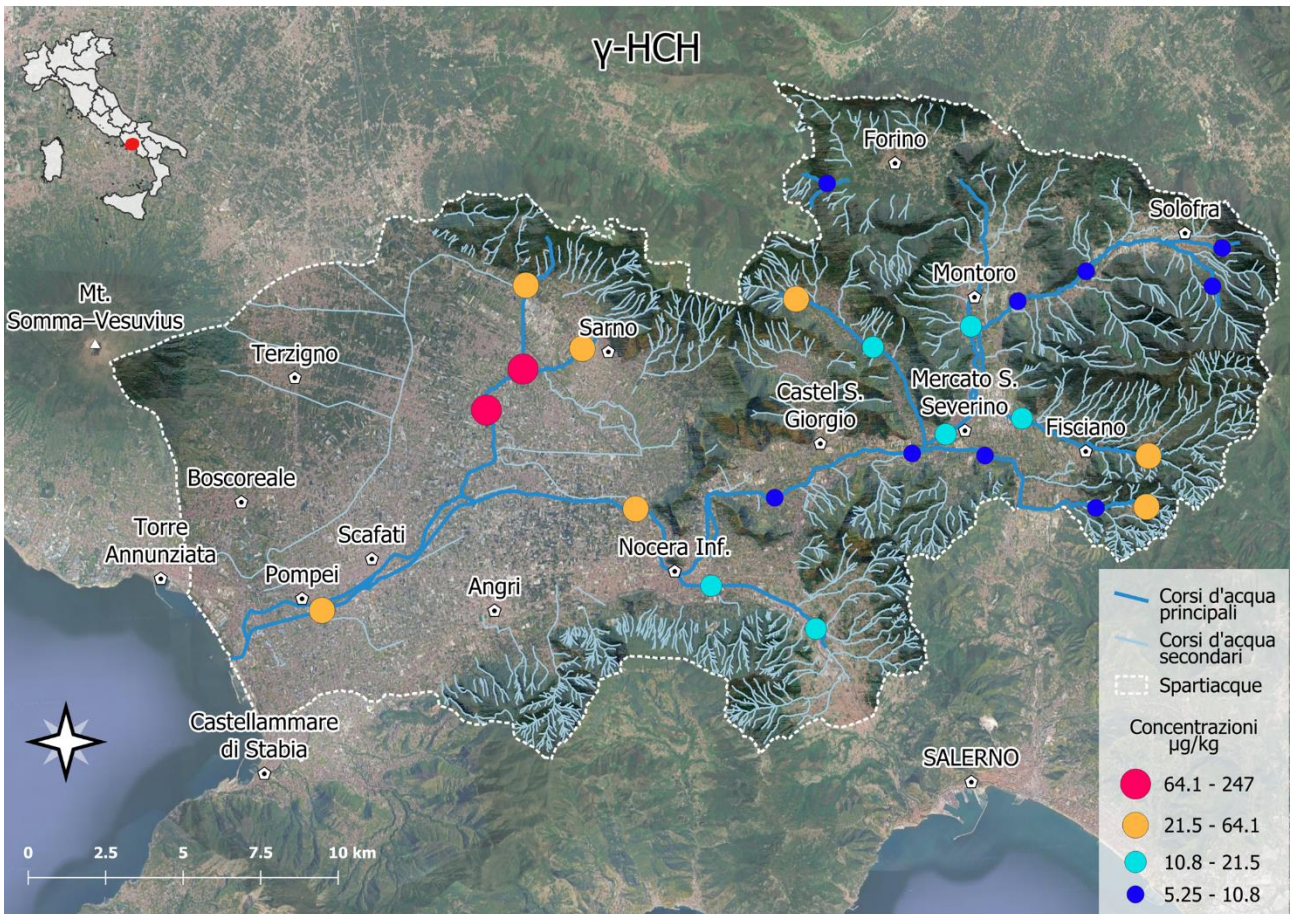 γ-HCH
Forino
Solofra
Montoro
Mt.
Somma–Vesuvius
Sarno
Terzigno
Castel S.
Giorgio
Mercato S.
Severino
Fisciano
Boscoreale
Torre
Annunziata
Scafati
Nocera Inf.
Pompei
Angri
Castellammare
di Stabia
SALERNO
0 2.5 5 7.5 10 km
Corsi d'acqua
principali
Corsi d'acqua
secondari
Spartiacque
Concentrazioni
µg/kg
64.1 - 247
21.5 - 64.1
10.8 - 21.5
5.25 - 10.8